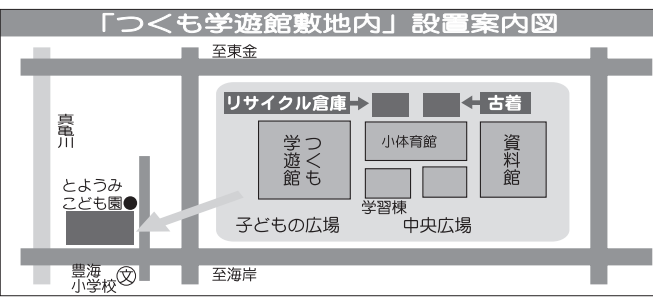 「つくも学遊館敷地内」設置案内図
至東金
リサイクル倉庫
古着
真亀川
つくも
学遊館
小体育館
資料館
とようみ
こども園
学習棟
子どもの広場
中央広場
豊海
小学校
文
至海岸